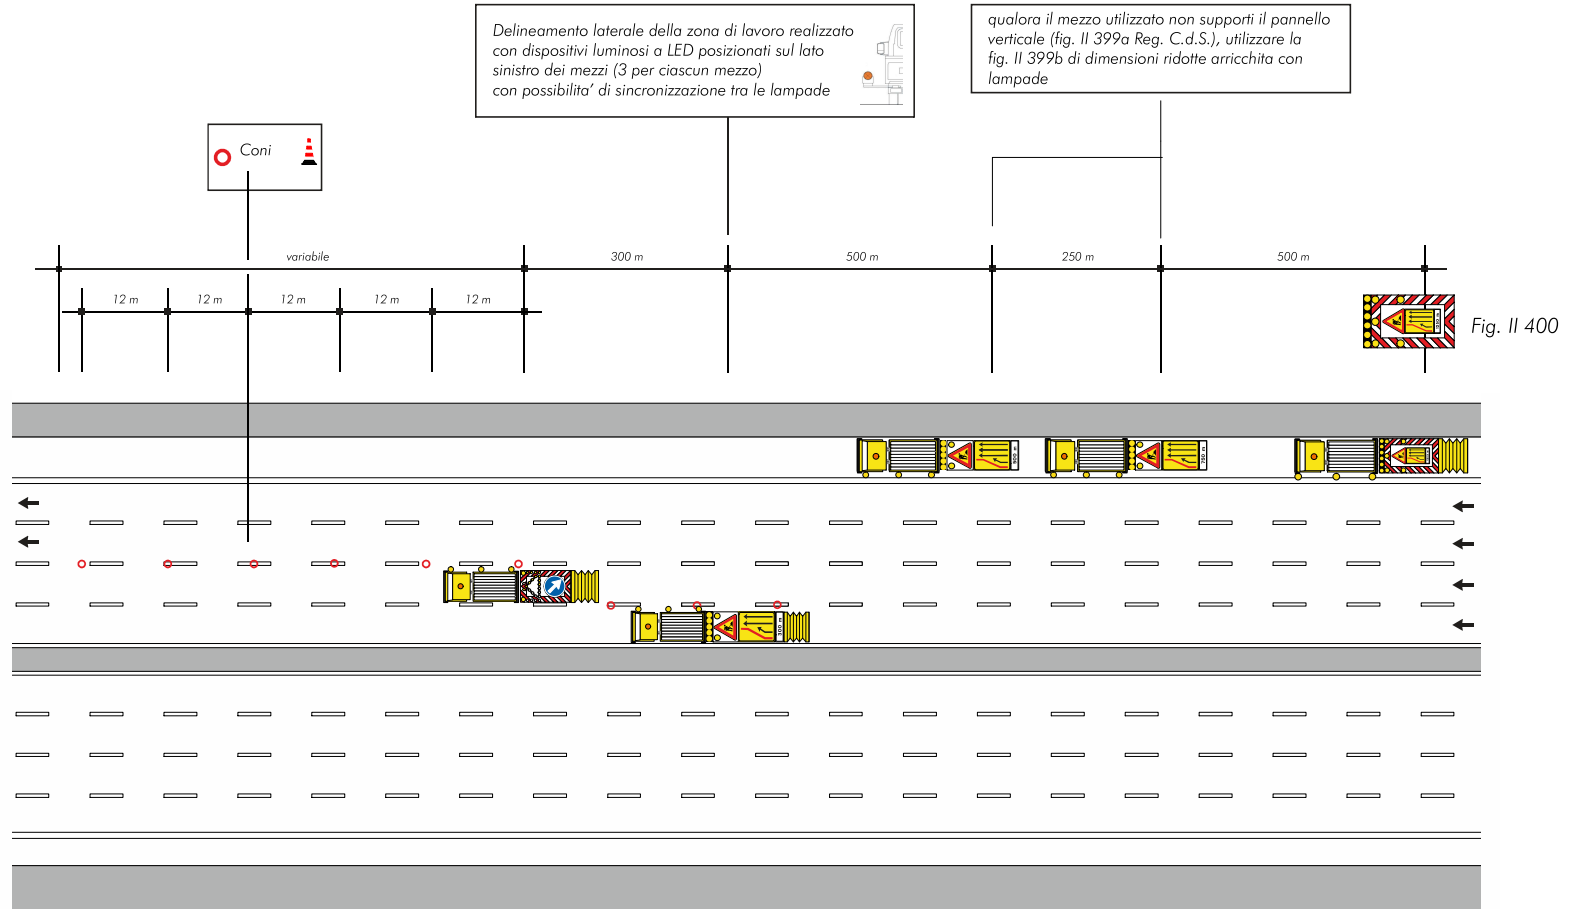 Delineamento laterale della zona di lavoro realizzato
con dispositivi luminosi a LED posizionati sul lato
sinistro dei mezzi (3 per ciascun mezzo)
con possibilita' di sincronizzazione tra le lampade
qualora il mezzo utilizzato non supporti il pannello
verticale (fig. II 399a Reg. C.d.S.), utilizzare la
fig. II 399b di dimensioni ridotte arricchita con
lampade
Coni
variabile
300 m
500 m
250 m
500 m
12 m
12 m
12 m
12 m
12 m
Fig. II 400
300 m